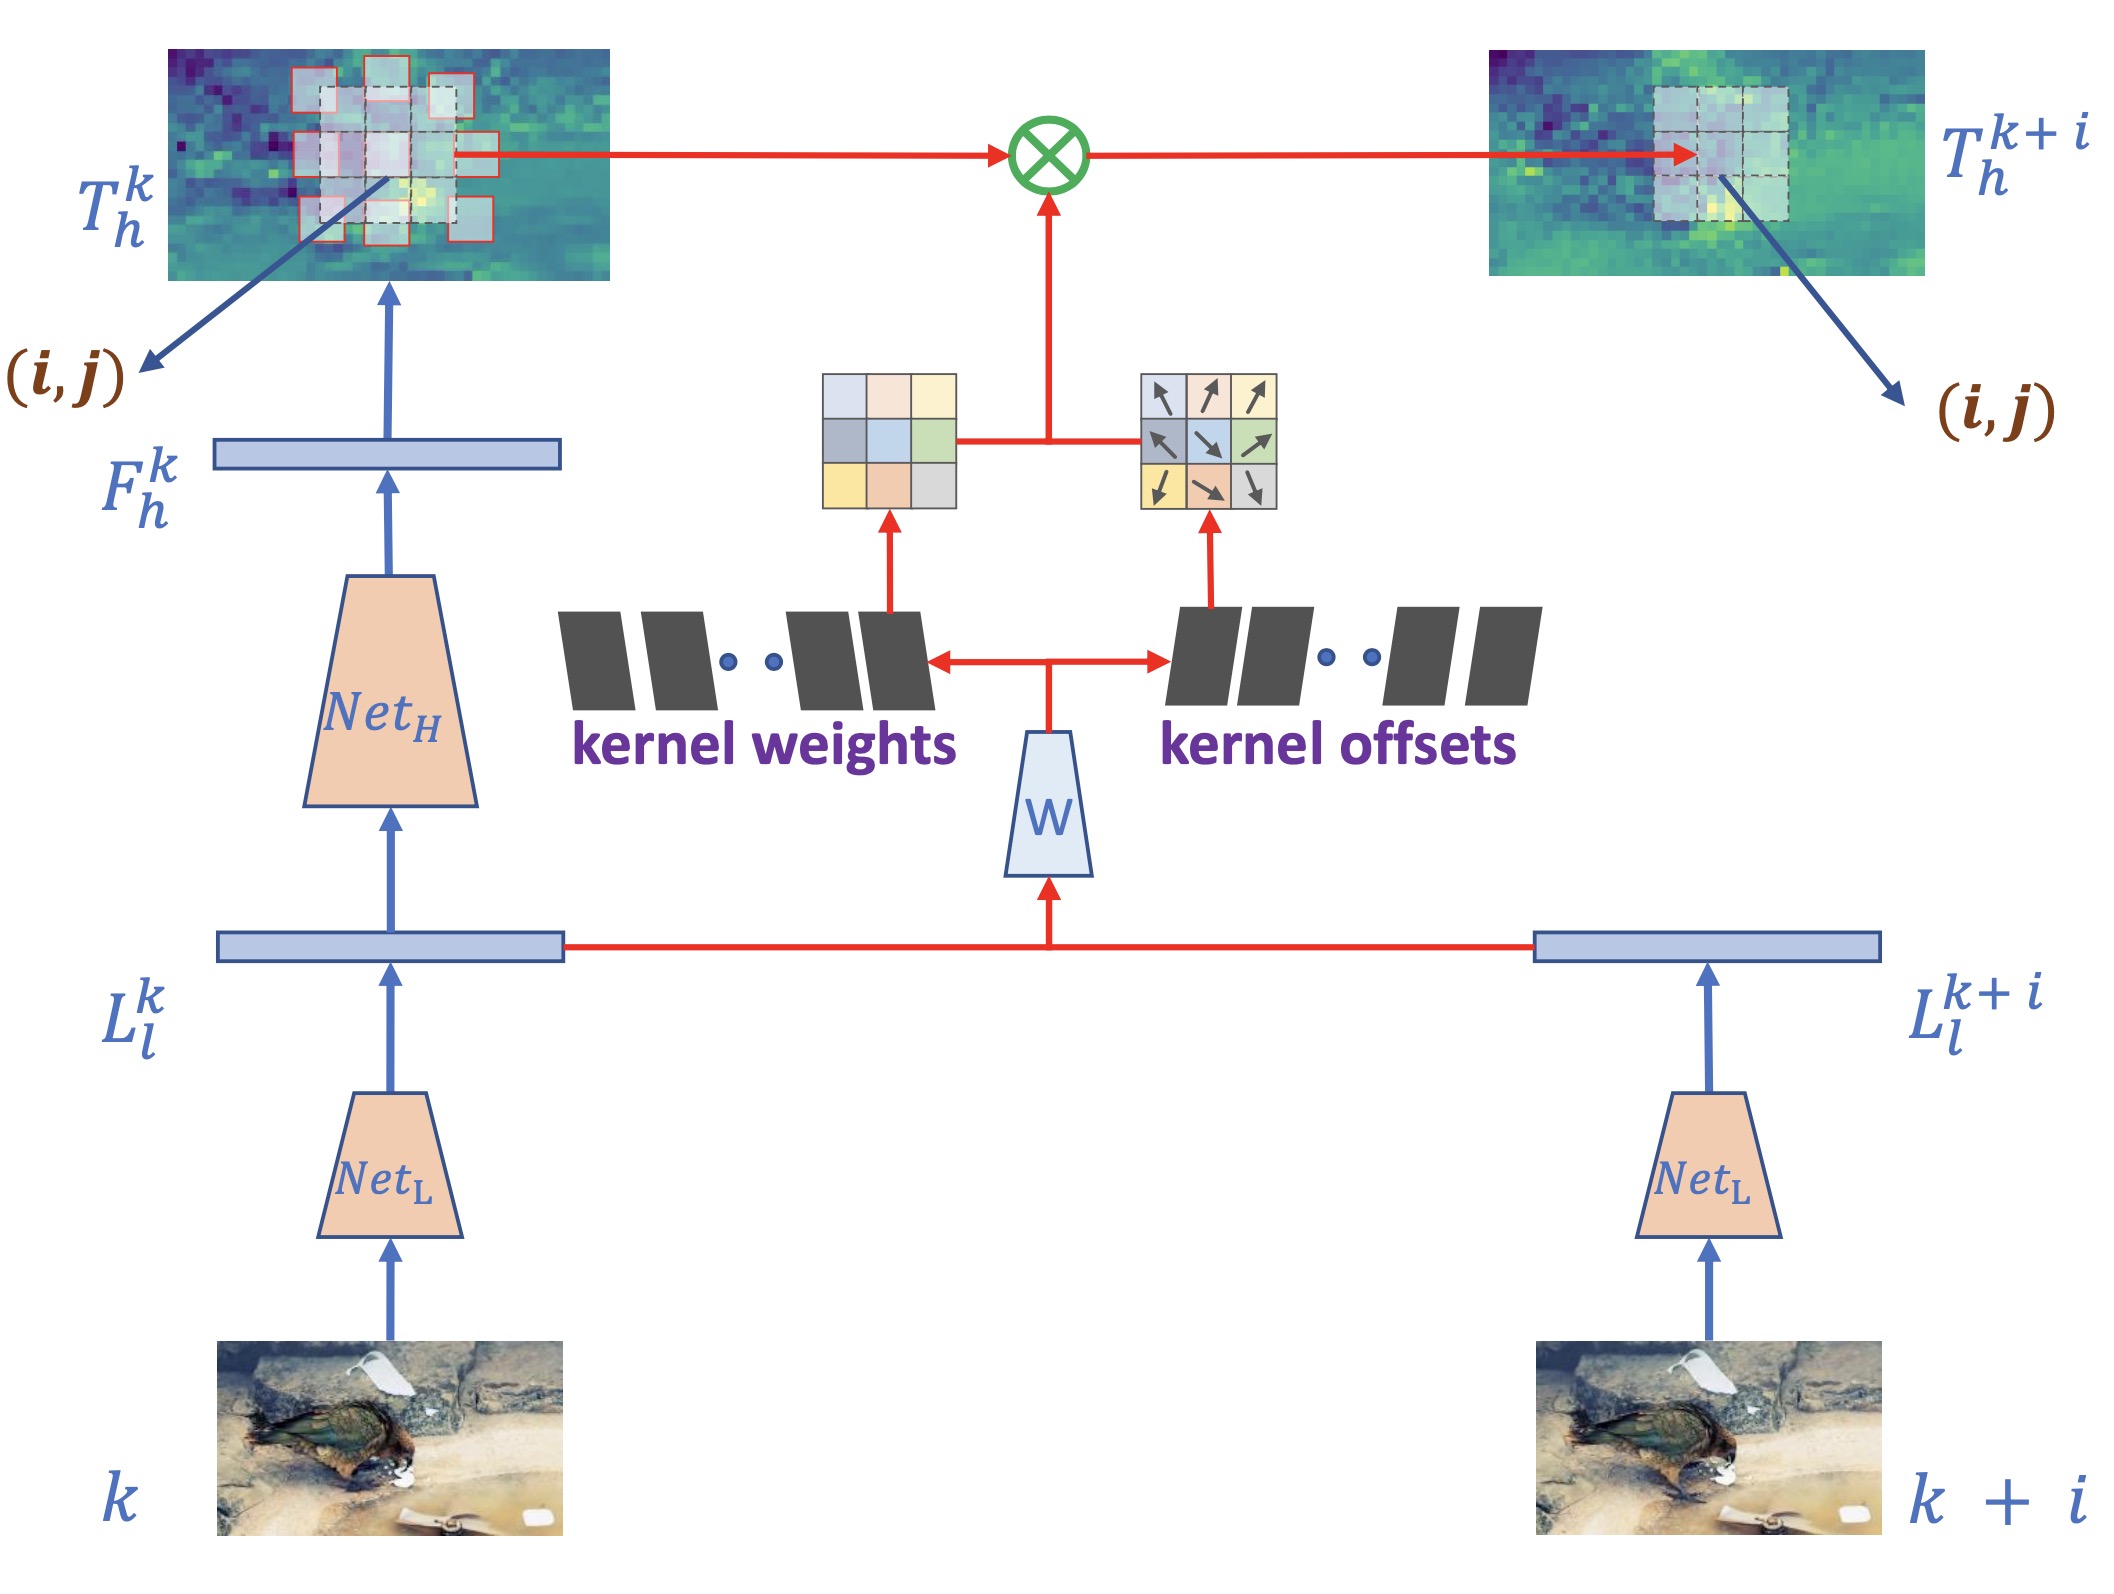 $T_h^k$
$T_h^{k+i}$
$(i, j)$
$(i, j)$
$F_h^k$
$Net_H$
kernel weights
kernel offsets
W
$L_l^k$
$L_l^{k+i}$
$Net_L$
$Net_L$
$k$
$k + i$